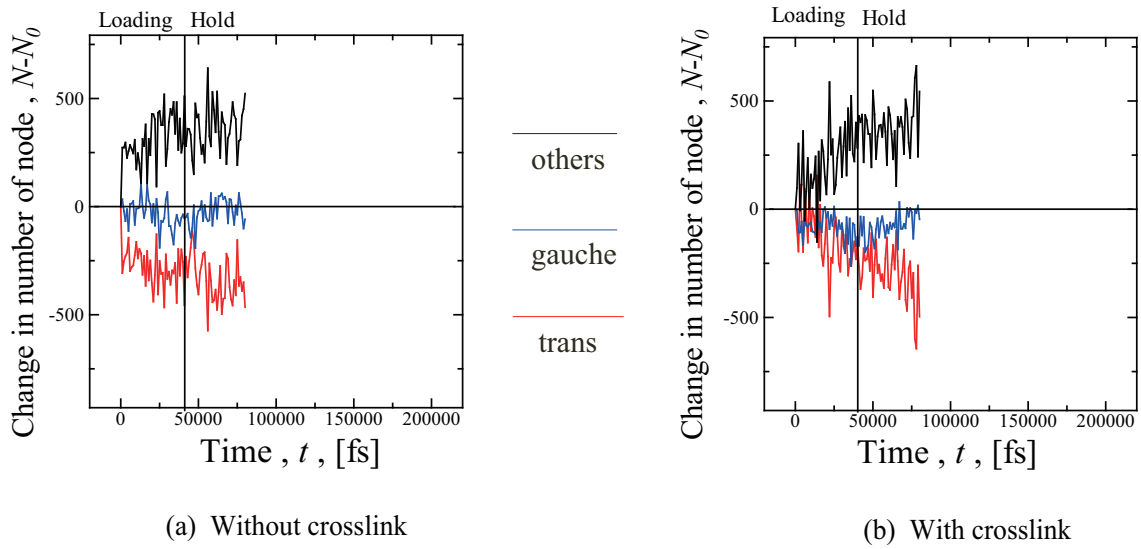 Loading Hold
Change in number of node , N-N0
500
0
-500
0 50000 100000 150000 200000
Time , t , [fs]
(a) Without crosslink
others
gauche
trans
Loading Hold
Change in number of node , N-N0
500
0
-500
0 50000 100000 150000 200000
Time , t , [fs]
(b) With crosslink